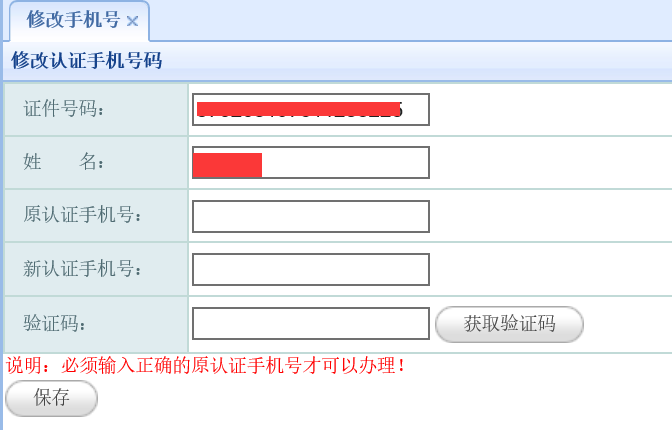 修改手机号
修改认证手机号码
证件号码：
姓　　名：
原认证手机号：
新认证手机号：
验证码： 获取验证码
说明：必须输入正确的原认证手机号才可以办理！
保存